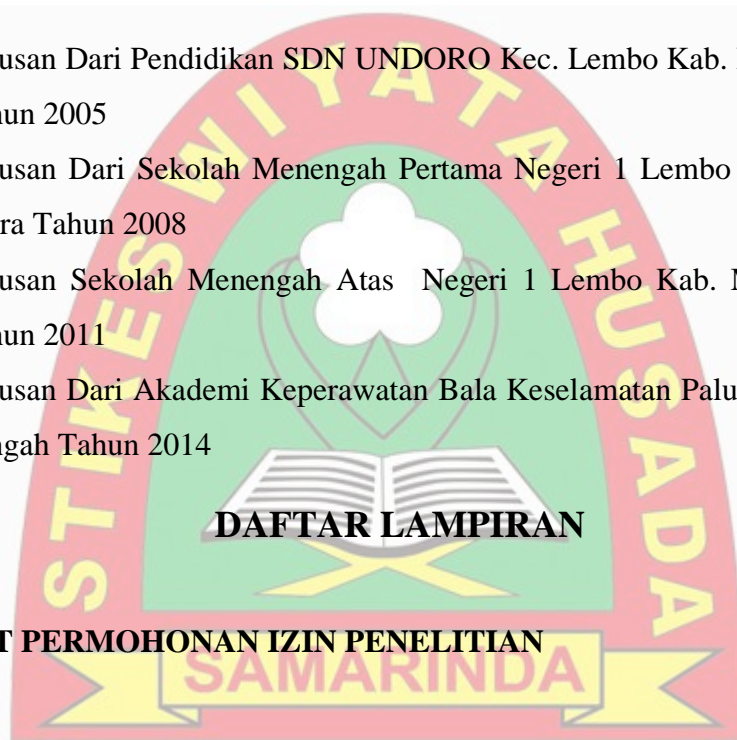 usan Dari Pendidikan SDN UNDORO Kec. Lembo Kab.
un 2005
usan Dari Sekolah Menengah Pertama Negeri 1 Lembo
ra Tahun 2008
usan Sekolah Menengah Atas Negeri 1 Lembo Kab.
un 2011
usan Dari Akademi Keperawatan Bala Keselamatan Palu
ngah Tahun 2014
DAFTAR LAMPIRAN
T PERMOHONAN IZIN PENELITIAN
STIKES WIYATA HUSADA
SAMARINDA